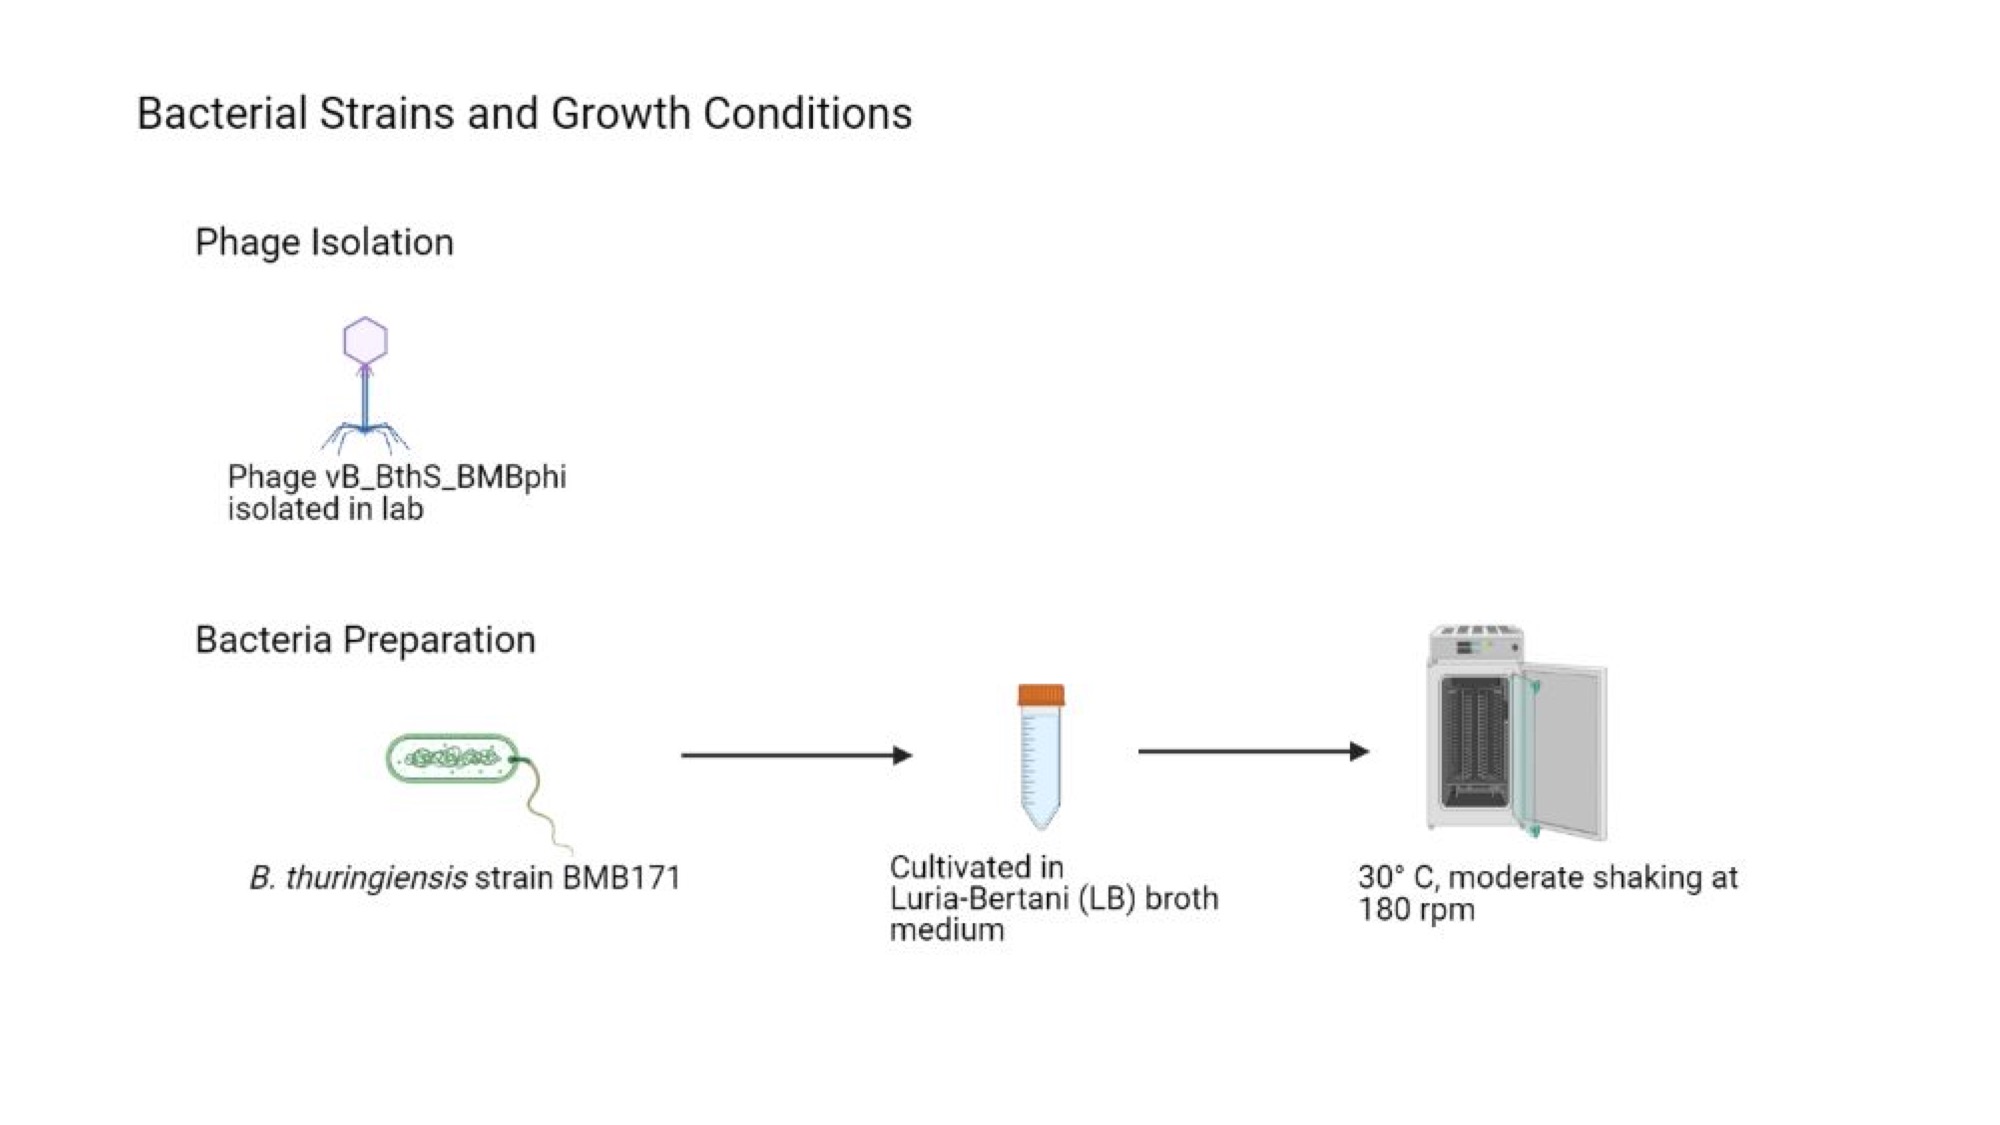 Bacterial Strains and Growth Conditions
Phage Isolation
Phage vB_BthS_BMBphi
isolated in lab
Bacteria Preparation
B. thuringiensis strain BMB171
Cultivated in
Luria-Bertani (LB) broth
medium
30° C, moderate shaking at
180 rpm